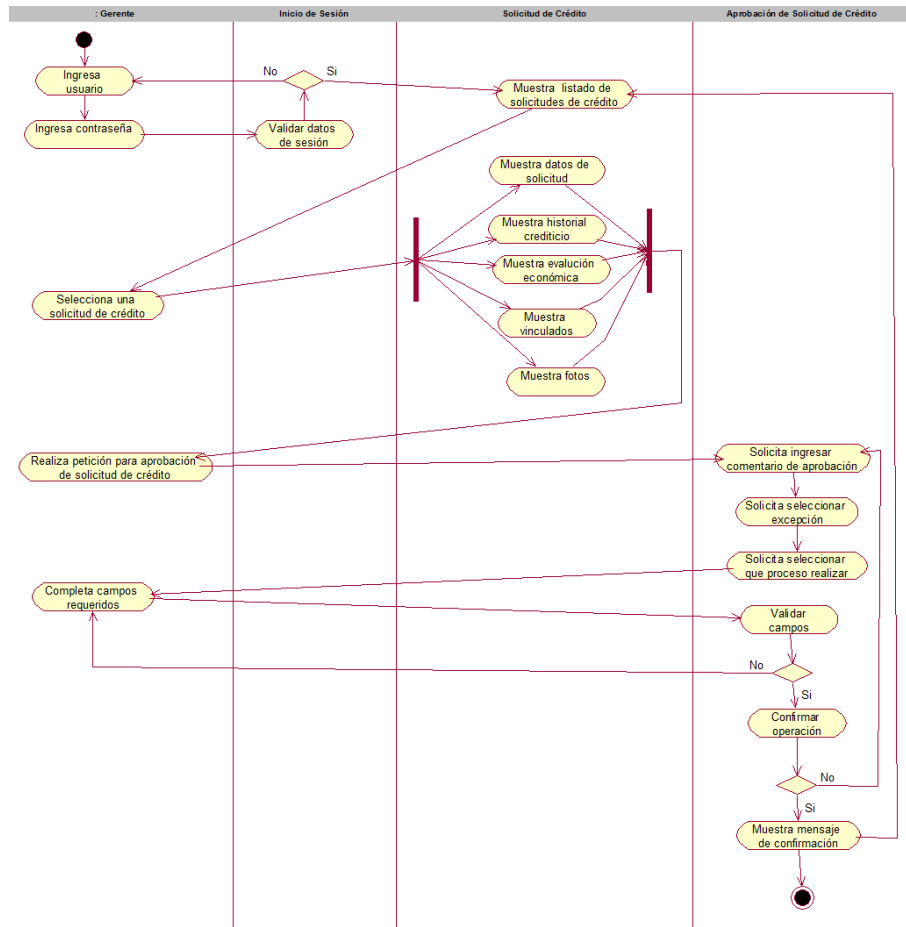 : Gerente
Inicio de Sesión
Solicitud de Crédito
Aprobación de Solicitud de Crédito
No
Si
Ingresa
usuario
Muestra listado de
solicitudes de crédito
Ingresa contraseña
Validar datos
de sesión
Muestra datos de
solicitud
Muestra historial
crediticio
Muestra evalución
económica
Selecciona una
solicitud de crédito
Muestra
vinculados
Muestra fotos
Realiza petición para aprobación
de solicitud de crédito
Solicita ingresar
comentario de aprobación
Solicita seleccionar
excepción
Solicita seleccionar
que proceso realizar
Completa campos
requeridos
Validar
campos
No
Si
Confirmar
operación
No
Si
Muestra mensaje
de confirmación